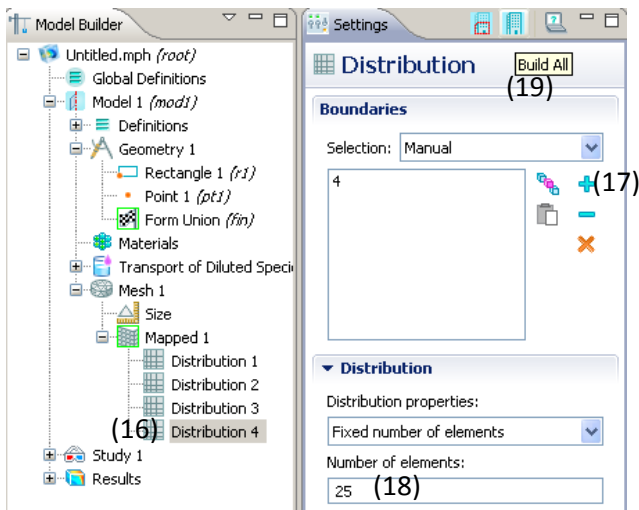 Model Builder
Untitled.mph (root)
Global Definitions
Model 1 (mod1)
Definitions
Geometry 1
Rectangle 1 (r1)
Point 1 (pt1)
Form Union (fin)
Materials
Transport of Diluted Speci
Mesh 1
Size
Mapped 1
Distribution 1
Distribution 2
Distribution 3
(16) Distribution 4
Study 1
Results
Settings
Distribution
Build All
(19)
Boundaries
Selection: Manual
4
(17)
Distribution
Distribution properties:
Fixed number of elements
Number of elements:
25 (18)